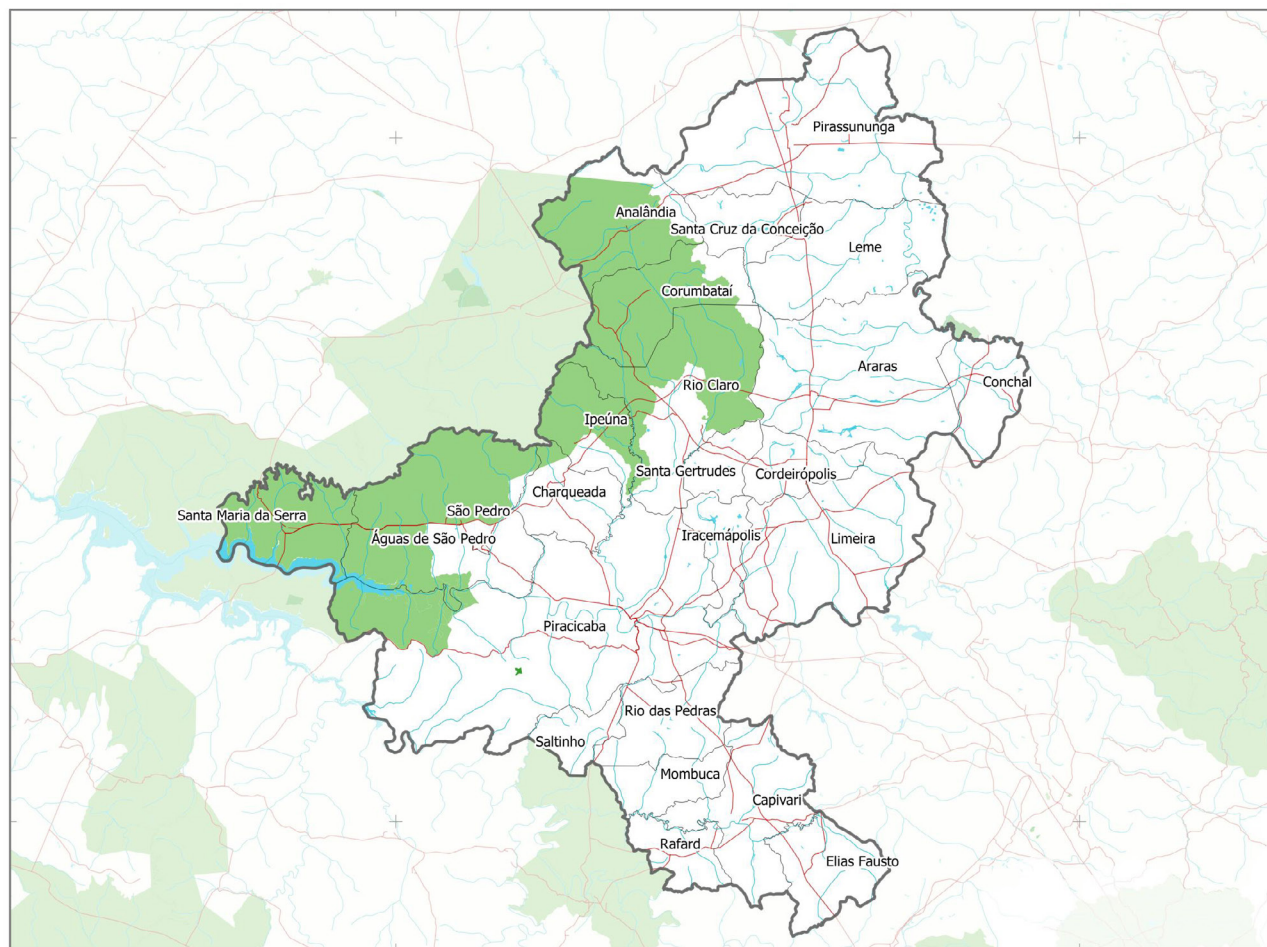 Pirassununga
Analândia
Santa Cruz da Conceição
Leme
Corumbataí
Araras
Conchal
Rio Claro
Ipeúna
Santa Gertrudes
Cordeirópolis
Charqueada
São Pedro
Santa Maria da Serra
Águas de São Pedro
Iracemápolis
Limeira
Piracicaba
Rio das Pedras
Saltinho
Mombuca
Capivari
Rafard
Elias Fausto